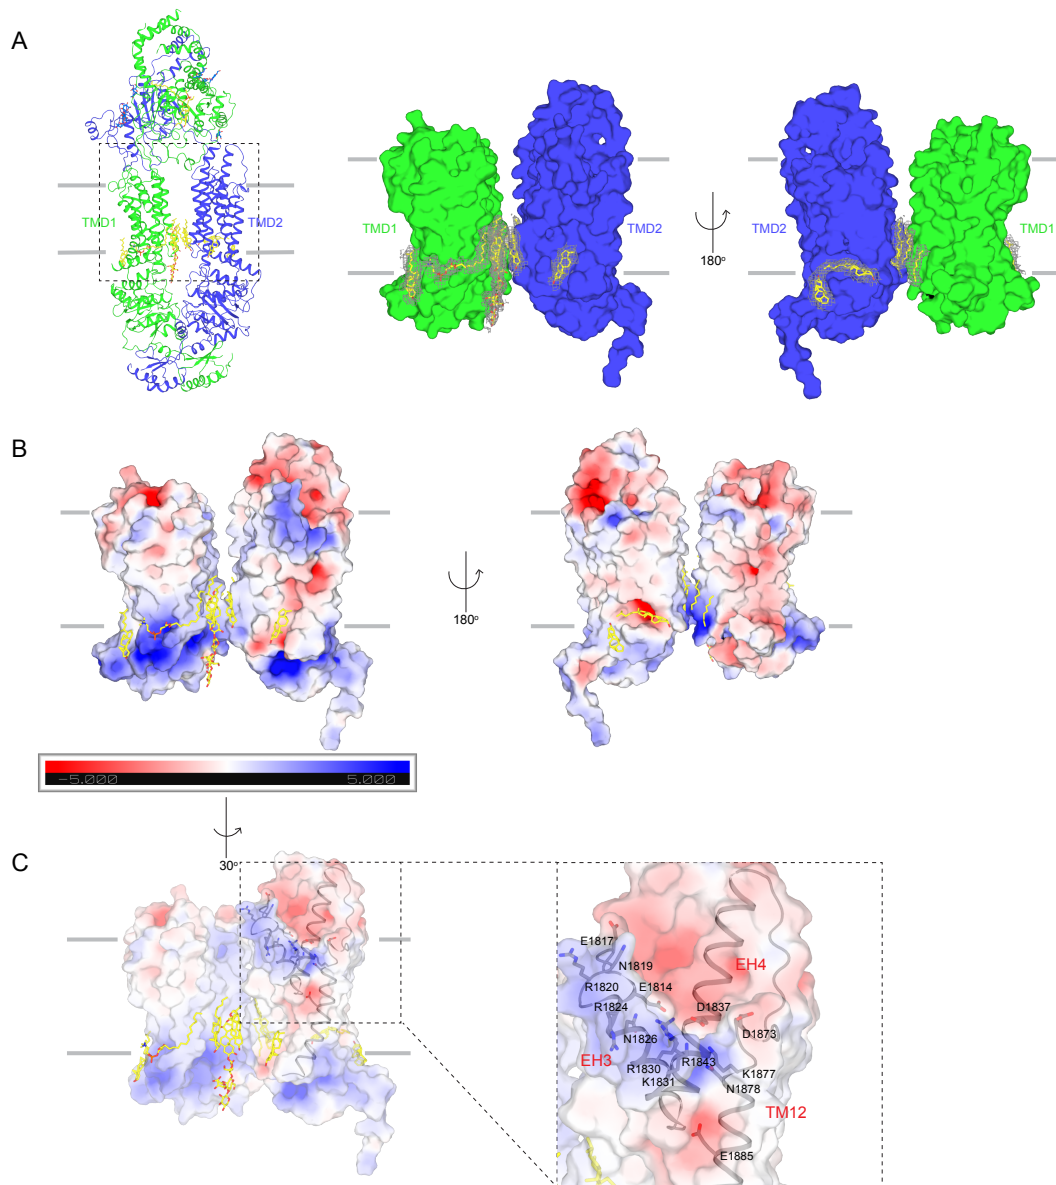 A
TMD1
TMD2
TMD1
TMD2
180°
TMD2
TMD1
B
180°
-5.000
5.000
C
30°
E1817
N1819
EH4
R1820
E1814
R1824
D1837
N1826
D1873
EH3
R1830
R1843
K1831
K1877
N1878
TM12
E1885